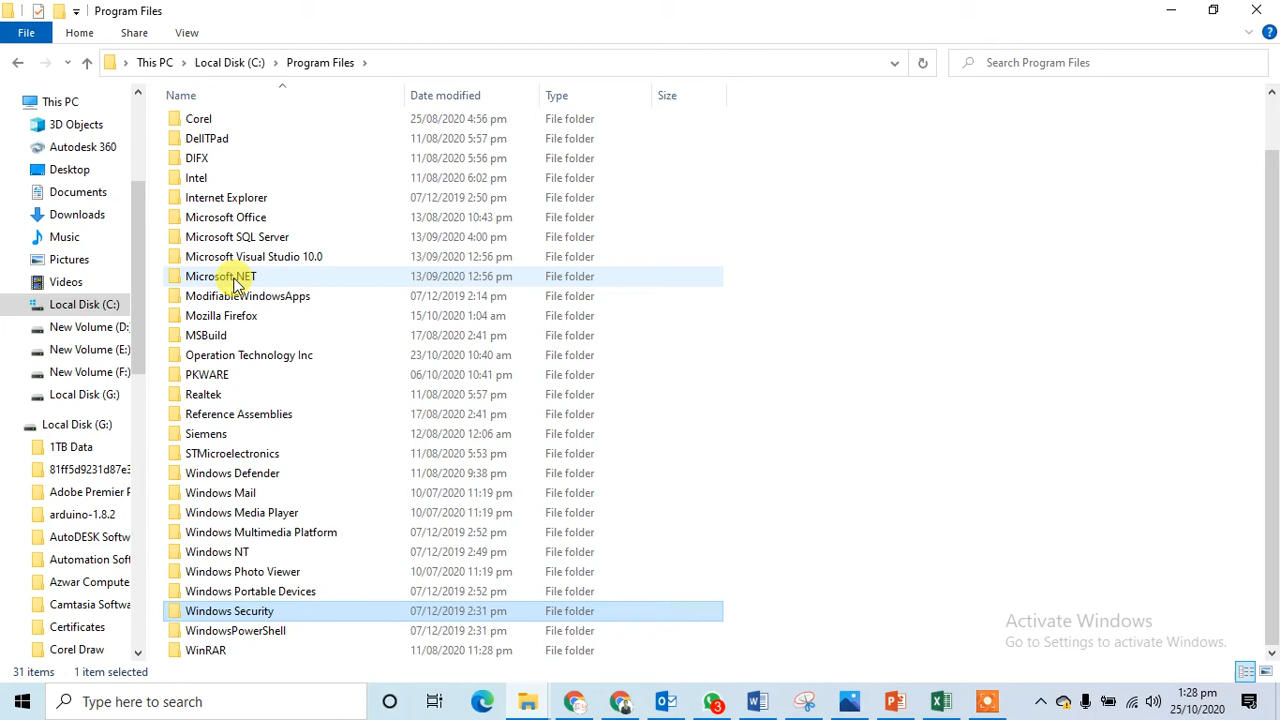 Program Files
File Home Share View
This PC Local Disk (C:) Program Files
Search Program Files
Name Date modified Type Size
This PC
3D Objects
Autodesk 360
Desktop
Documents
Downloads
Music
Pictures
Videos
Local Disk (C:)
New Volume (D:
New Volume (E:)
New Volume (F:)
Local Disk (G:)
Local Disk (G:)
1TB Data
81ff5d9231d87e3
Adobe Premier P
arduino-1.8.2
AutoDESK Softw
Automation Soft
Azwar Compute
Camtasia Softwa
Certificates
Corel Draw
Corel 25/08/2020 4:56 pm File folder
DellTPad 11/08/2020 5:57 pm File folder
DIFX 11/08/2020 5:56 pm File folder
Intel 11/08/2020 6:02 pm File folder
Internet Explorer 07/12/2019 2:50 pm File folder
Microsoft Office 13/08/2020 10:43 pm File folder
Microsoft SQL Server 13/09/2020 4:00 pm File folder
Microsoft Visual Studio 10.0 13/09/2020 12:56 pm File folder
Microsoft.NET 13/09/2020 12:56 pm File folder
ModifiableWindowsApps 07/12/2019 2:14 pm File folder
Mozilla Firefox 15/10/2020 1:04 am File folder
MSBuild 17/08/2020 2:41 pm File folder
Operation Technology Inc 23/10/2020 10:40 am File folder
PKWARE 06/10/2020 10:41 pm File folder
Realtek 11/08/2020 5:57 pm File folder
Reference Assemblies 17/08/2020 2:41 pm File folder
Siemens 12/08/2020 12:06 am File folder
STMicroelectronics 11/08/2020 5:53 pm File folder
Windows Defender 11/08/2020 9:38 pm File folder
Windows Mail 10/07/2020 11:19 pm File folder
Windows Media Player 10/07/2020 11:19 pm File folder
Windows Multimedia Platform 07/12/2019 2:52 pm File folder
Windows NT 07/12/2019 2:49 pm File folder
Windows Photo Viewer 10/07/2020 11:19 pm File folder
Windows Portable Devices 07/12/2019 2:52 pm File folder
Windows Security 07/12/2019 2:31 pm File folder
WindowsPowerShell 07/12/2019 2:31 pm File folder
WinRAR 11/08/2020 11:28 pm File folder
Activate Windows
Go to Settings to activate Windows.
31 items 1 item selected
Type here to search
3
1:28 pm
25/10/2020